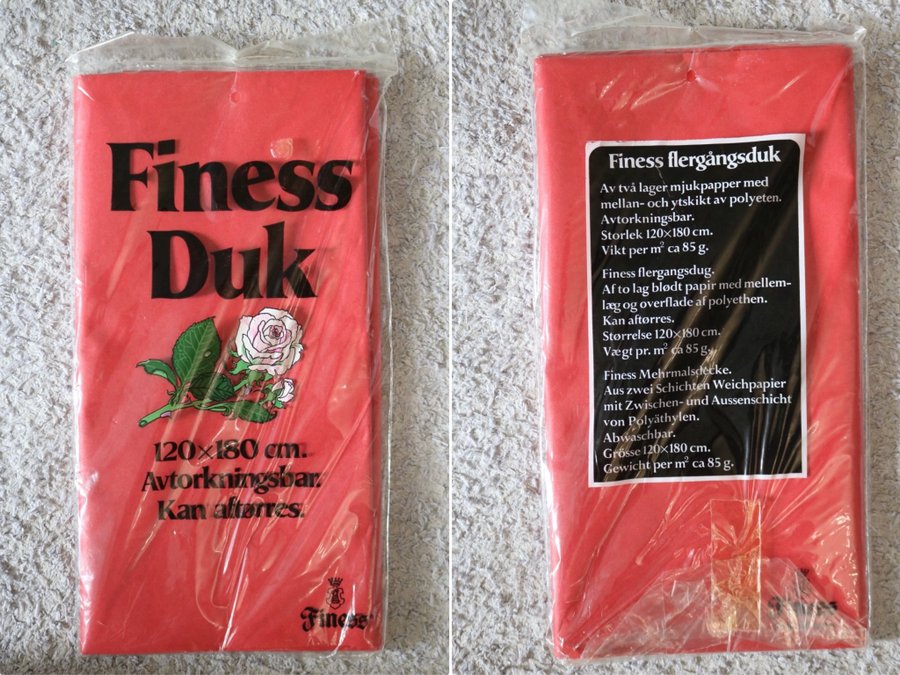 Finess
Duk
120×180 cm.
Avtorkningsbar.
Kan aftørres.
Finess
Finess flergångsduk
Av två lager mjukpapper med
mellan- och ytskikt av polyeten.
Avtorkningsbar.
Storlek 120×180 cm.
Vikt per m² ca 85 g.
Finess flergangsdug.
Af to lag blødt papir med mellem-
læg og overflade af polyethen.
Kan aftørres.
Størrelse 120×180 cm.
Vægt pr. m² ca 85 g.
Finess Mehrmalsdecke.
Aus zwei Schichten Weichpapier
mit Zwischen- und Aussenschicht
von Polyäthylen.
Abwaschbar.
Grösse 120×180 cm.
Gewicht per m² ca 85 g.
Finess